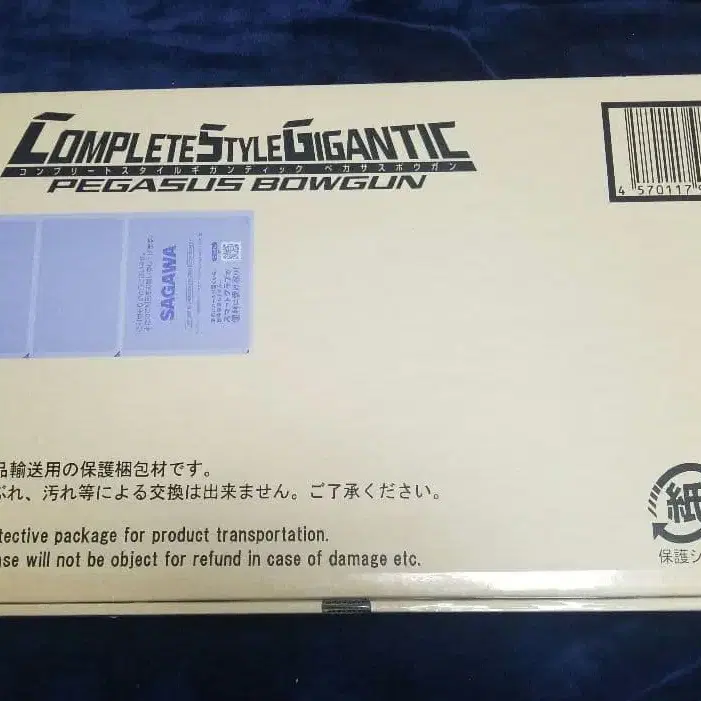 COMPLETESTYLEGIGANTIC
コンプリートスタイルギガンティック ペガサスボウガン
PEGASUS BOWGUN
4 570117 9
SAGAWA
品輸送用の保護梱包材です。
ぶれ、汚れ等による交換は出来ません。ご了承ください。
tective package for product transportation.
ase will not be object for refund in case of damage etc.
紙
保護シ